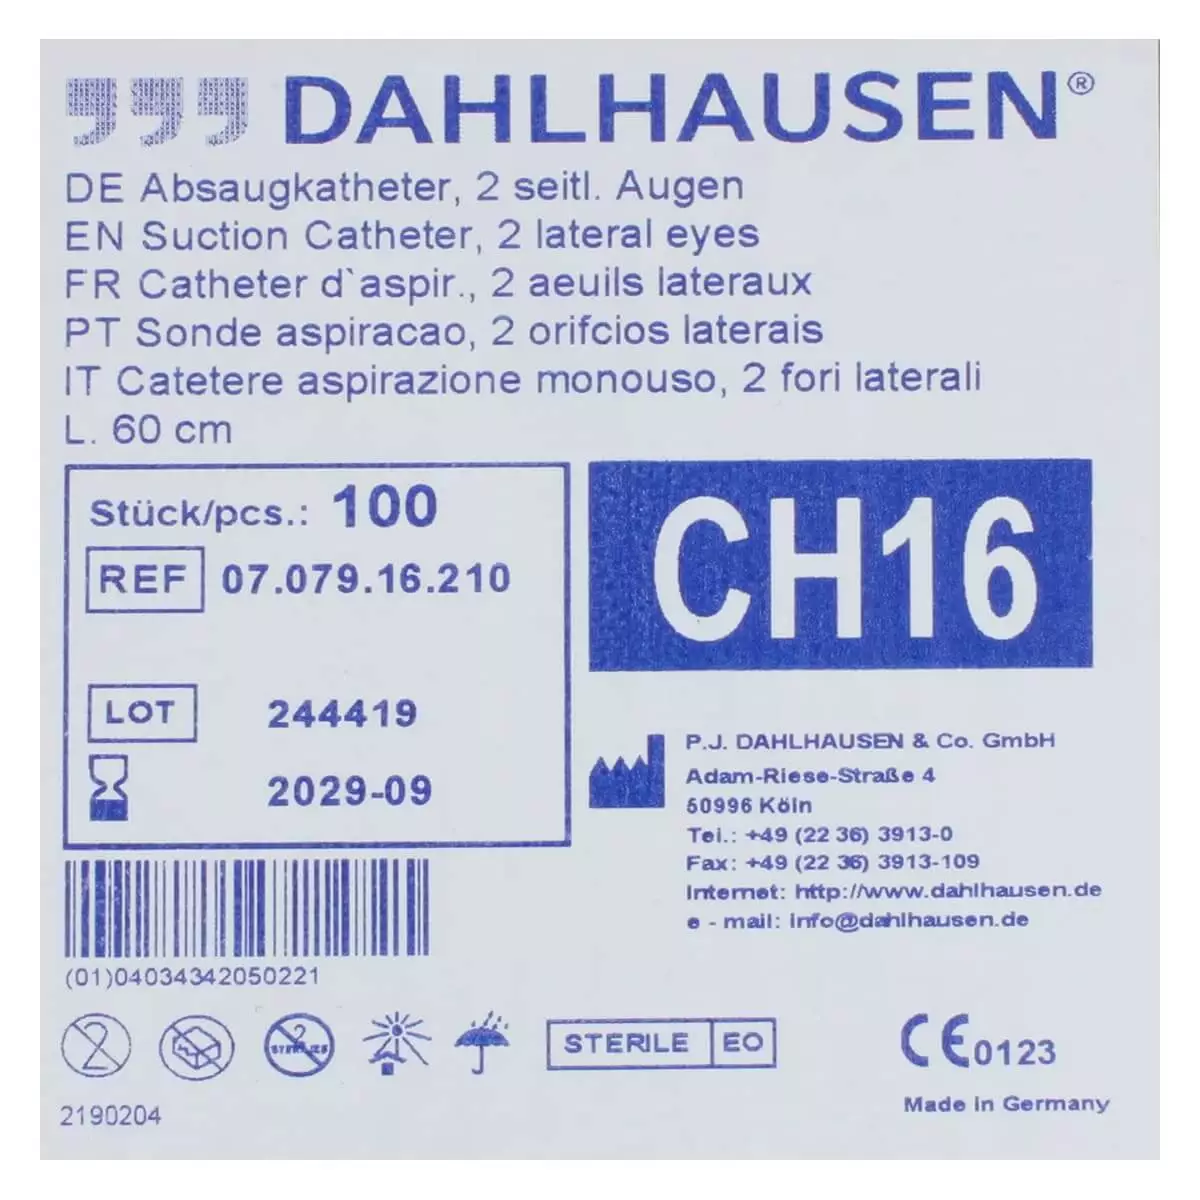 DAHLHAUSEN®
DE Absaugkatheter, 2 seitl. Augen
EN Suction Catheter, 2 lateral eyes
FR Catheter d`aspir., 2 aeuils lateraux
PT Sonde aspiracao, 2 orifcios laterais
IT Catetere aspirazione monouso, 2 fori laterali
L. 60 cm
Stück/pcs.: 100
REF 07.079.16.210
LOT 244419
2029-09
CH16
P.J. DAHLHAUSEN & Co. GmbH
Adam-Riese-Straße 4
50996 Köln
Tel.: +49 (22 36) 3913-0
Fax: +49 (22 36) 3913-109
Internet: http://www.dahlhausen.de
e - mail: info@dahlhausen.de
(01)04034342050221
2
2
STERILIZE
STERILE EO
CE0123
Made in Germany
2190204